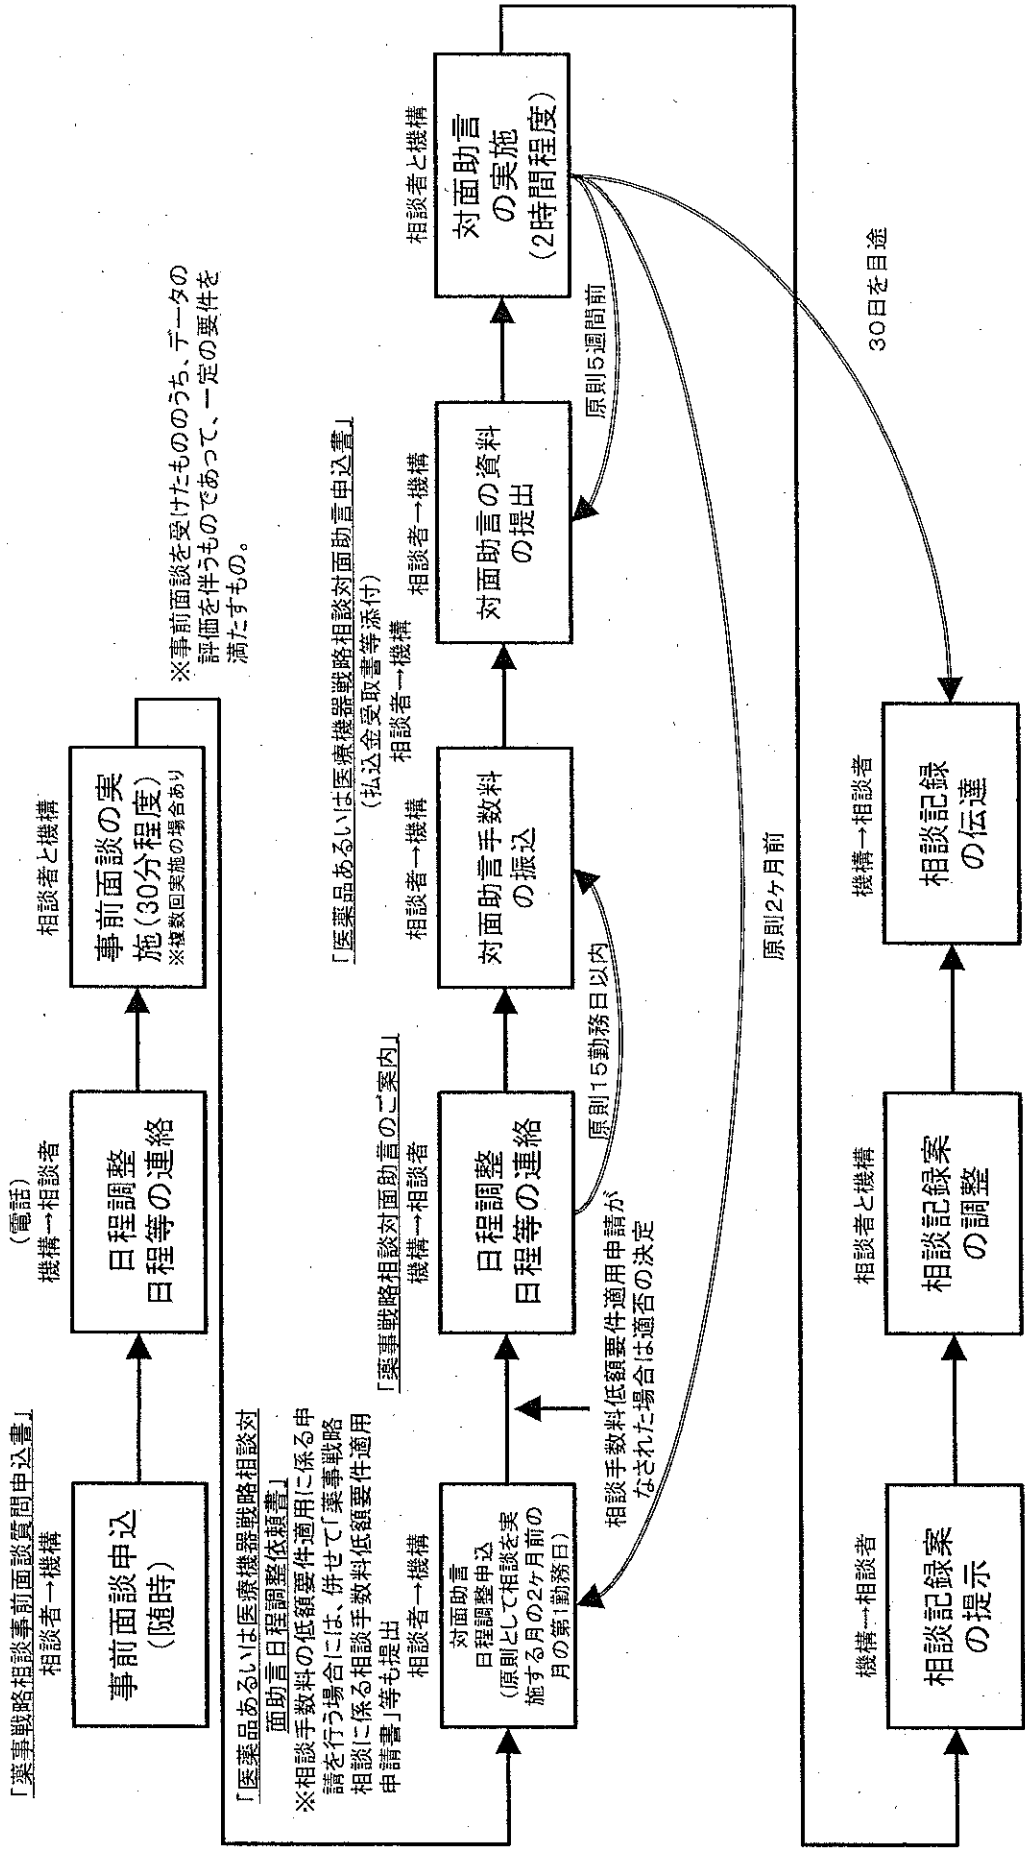 「薬事戦略相談事前面談質問申込書」
相談者→機構
事前面談申込
（随時）
（電話）
機構→相談者
日程調整
日程等の連絡
相談者と機構
事前面談の実
施（30分程度）
※複数回実施の場合あり
※事前面談を受けたもののうち、データの
評価を伴うものであって、一定の要件を
満たすもの。
「医薬品あるいは医療機器戦略相談対
面助言日程調整依頼書」
※相談手数料の低額要件適用に係る申
請を行う場合には、併せて「薬事戦略
相談に係る相談手数料低額要件適用
申請書」等も提出
相談者→機構
対面助言
日程調整申込
（原則として相談を実
施する月の2ヶ月前の
月の第1勤務日）
相談手数料低額要件適用申請が
なされた場合は適否の決定
「薬事戦略相談対面助言のご案内」
機構→相談者
日程調整
日程等の連絡
原則15勤務日以内
相談者→機構
対面助言手数料
の振込
「医薬品あるいは医療機器戦略相談対面助言申込書」
（払込金受取書等添付）
相談者→機構
相談者→機構
対面助言の資料
の提出
原則5週間前
相談者と機構
対面助言
の実施
（2時間程度）
原則2ヶ月前
30日を目途
機構→相談者
相談記録案
の提示
相談者と機構
相談記録案
の調整
機構→相談者
相談記録
の伝達